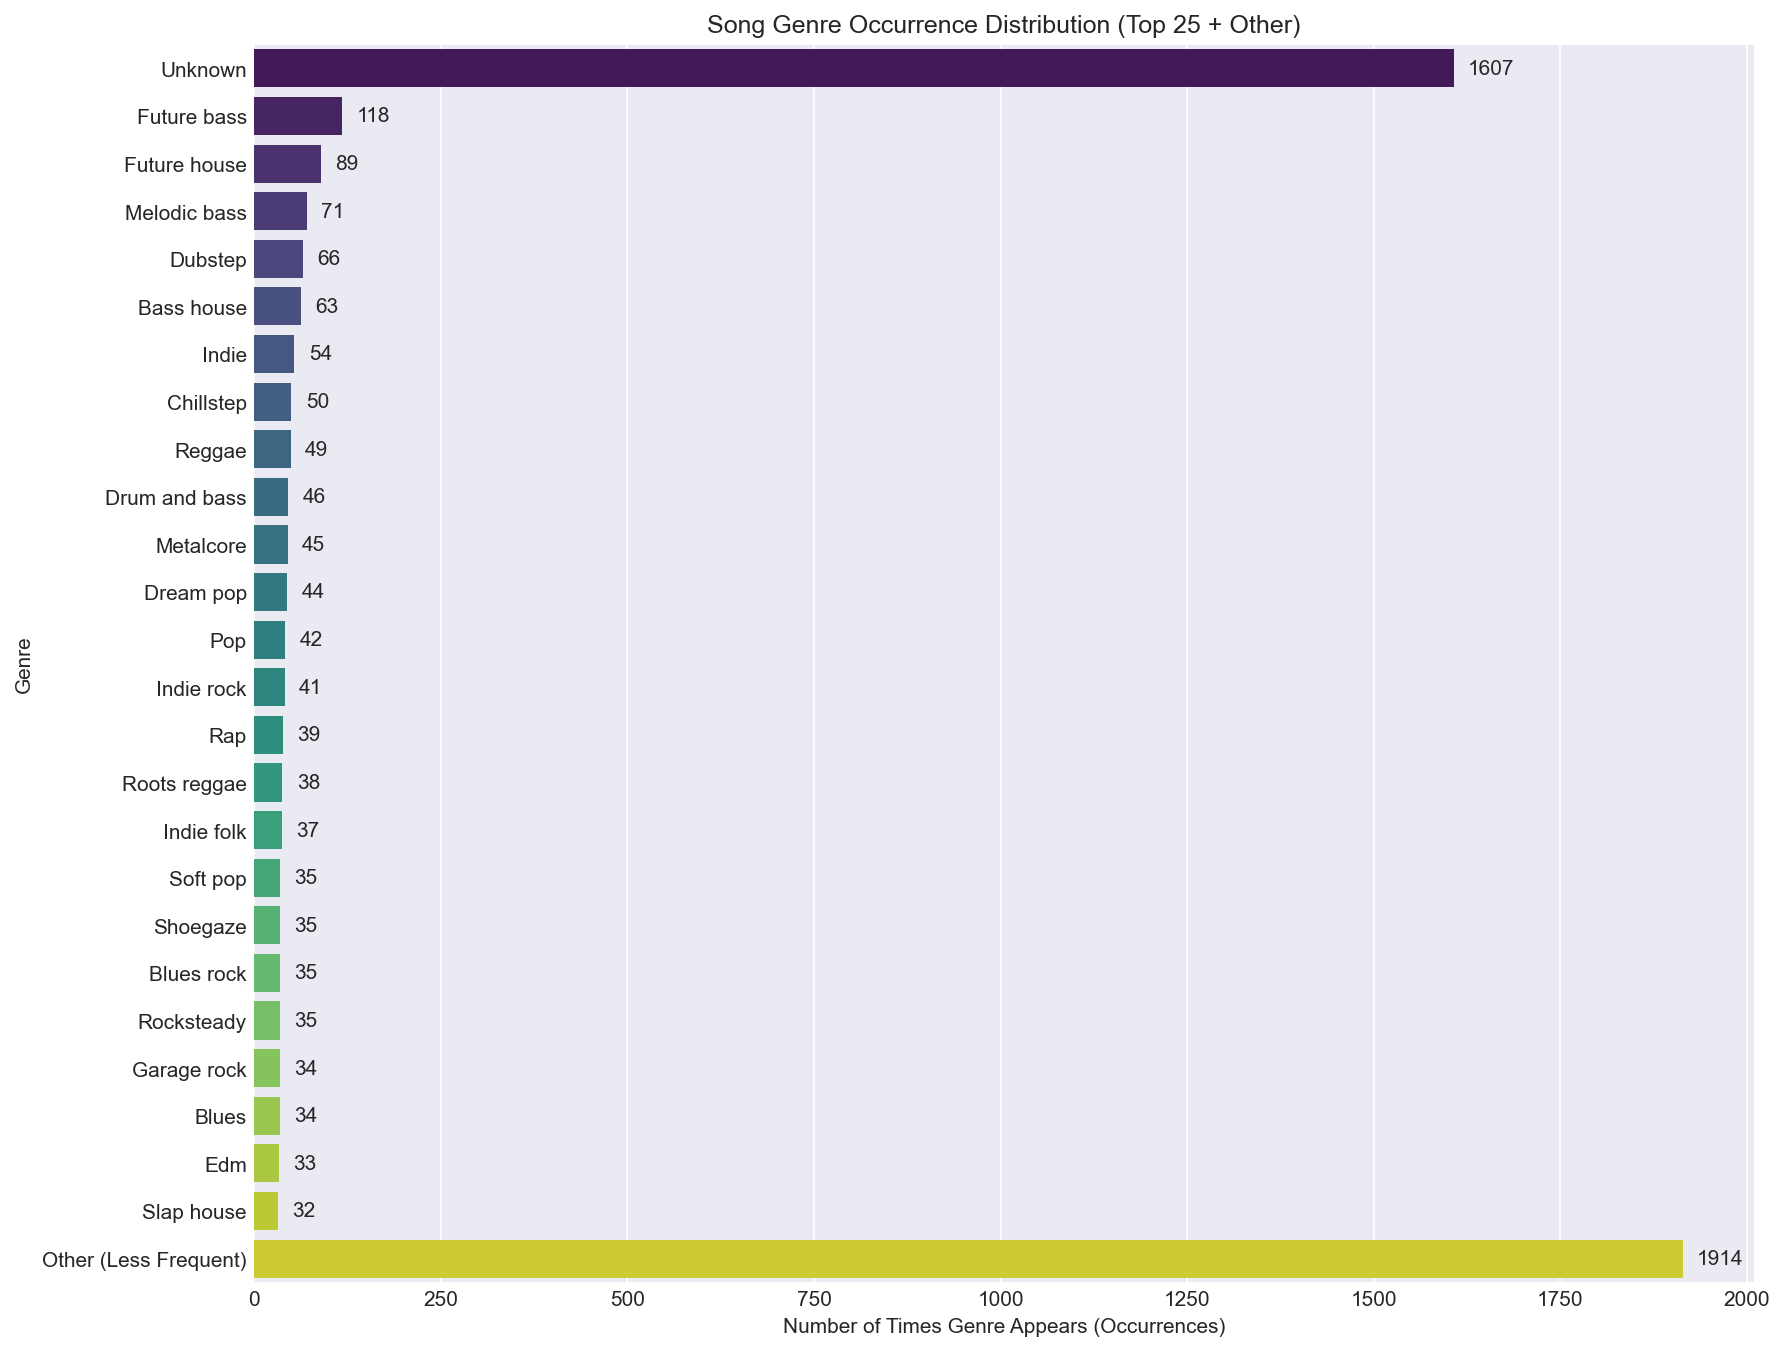 Song Genre Occurrence Distribution (Top 25 + Other)
Unknown 1607
Future bass 118
Future house 89
Melodic bass 71
Dubstep 66
Bass house 63
Indie 54
Chillstep 50
Reggae 49
Drum and bass 46
Metalcore 45
Dream pop 44
Pop 42
Indie rock 41
Rap 39
Roots reggae 38
Indie folk 37
Soft pop 35
Shoegaze 35
Blues rock 35
Rocksteady 35
Garage rock 34
Blues 34
Edm 33
Slap house 32
Other (Less Frequent) 1914
Genre
0 250 500 750 1000 1250 1500 1750 2000
Number of Times Genre Appears (Occurrences)